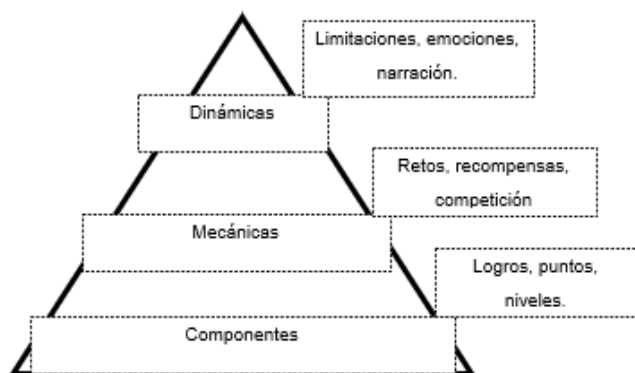 Limitaciones, emociones,
narración.
Dinámicas
Retos, recompensas,
competición
Mecánicas
Logros, puntos,
niveles.
Componentes